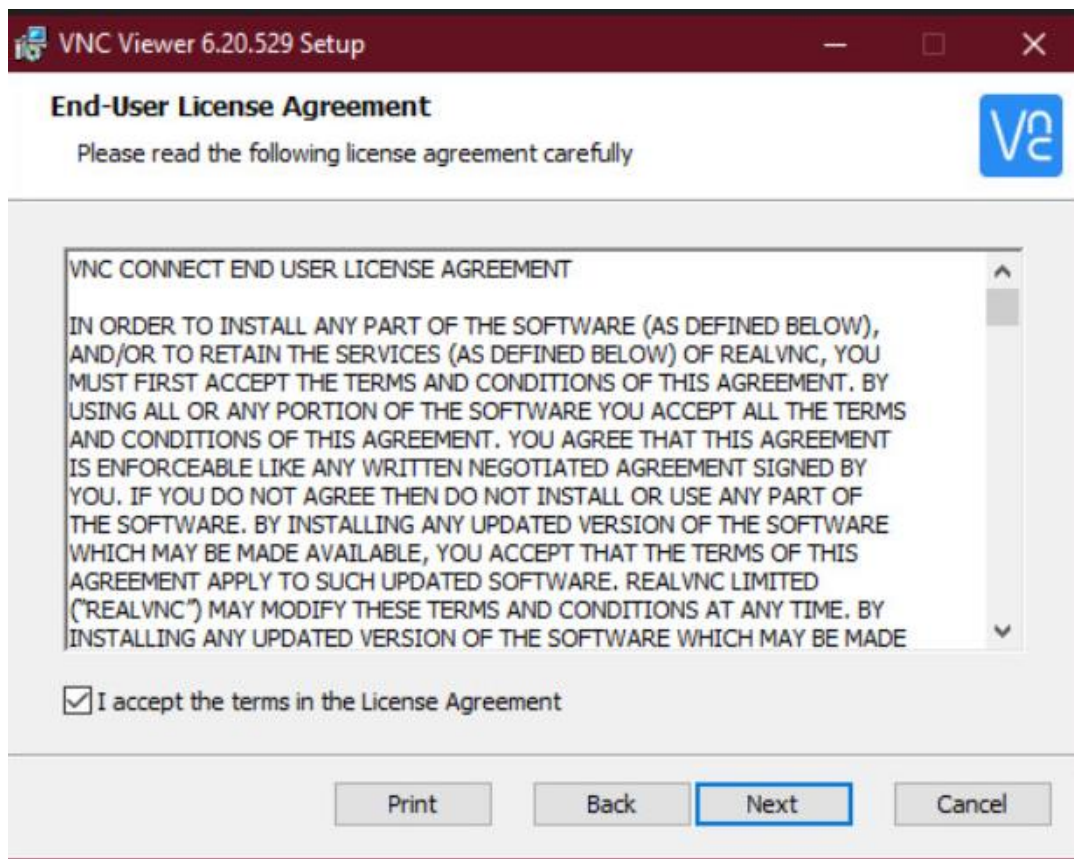 VNC Viewer 6.20.529 Setup
End-User License Agreement
Please read the following license agreement carefully
VNC
VNC CONNECT END USER LICENSE AGREEMENT
IN ORDER TO INSTALL ANY PART OF THE SOFTWARE (AS DEFINED BELOW),
AND/OR TO RETAIN THE SERVICES (AS DEFINED BELOW) OF REALVNC, YOU
MUST FIRST ACCEPT THE TERMS AND CONDITIONS OF THIS AGREEMENT. BY
USING ALL OR ANY PORTION OF THE SOFTWARE YOU ACCEPT ALL THE TERMS
AND CONDITIONS OF THIS AGREEMENT. YOU AGREE THAT THIS AGREEMENT
IS ENFORCEABLE LIKE ANY WRITTEN NEGOTIATED AGREEMENT SIGNED BY
YOU. IF YOU DO NOT AGREE THEN DO NOT INSTALL OR USE ANY PART OF
THE SOFTWARE. BY INSTALLING ANY UPDATED VERSION OF THE SOFTWARE
WHICH MAY BE MADE AVAILABLE, YOU ACCEPT THAT THE TERMS OF THIS
AGREEMENT APPLY TO SUCH UPDATED SOFTWARE. REALVNC LIMITED
("REALVNC”) MAY MODIFY THESE TERMS AND CONDITIONS AT ANY TIME. BY
INSTALLING ANY UPDATED VERSION OF THE SOFTWARE WHICH MAY BE MADE
I accept the terms in the License Agreement
Print Back Next Cancel